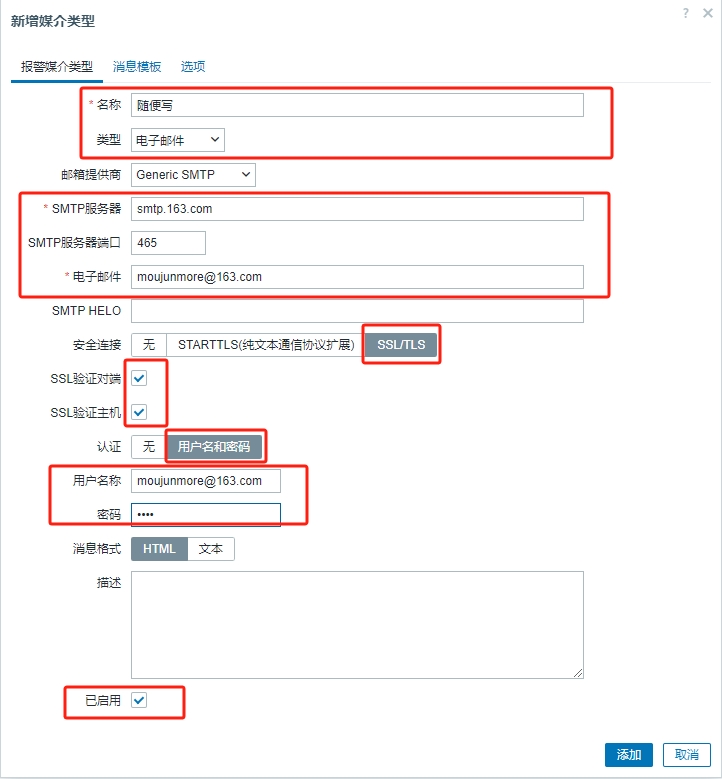 新增媒介类型
? ×
报警媒介类型 消息模板 选项
* 名称 随便写
类型 电子邮件
邮箱提供商 Generic SMTP
* SMTP服务器 smtp.163.com
SMTP服务器端口 465
* 电子邮件 moujunmore@163.com
SMTP HELO
安全连接 无 STARTTLS(纯文本通信协议扩展) SSL/TLS
SSL验证对端
SSL验证主机
认证 无 用户名和密码
用户名称 moujunmore@163.com
密码 ••••
消息格式 HTML 文本
描述
已启用
添加 取消